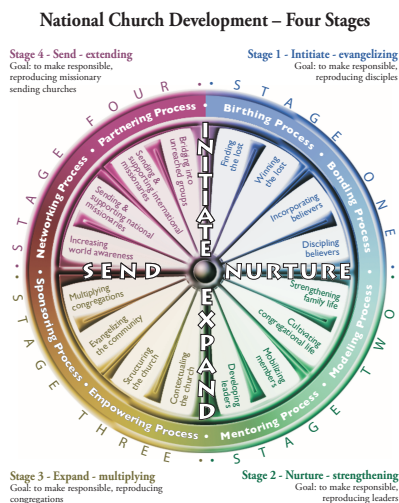 National Church Development – Four Stages
Stage 4 - Send - extending
Goal: to make responsible,
reproducing missionary
sending churches
Stage 1 - Intitiate - evangelizing
Goal: to make responsible,
reproducing disciples
STAGE FOUR
STAGE ONE
Partnering Process
Birthing Process
Networking Process
Bonding Process
Bridging into
unreached groups
Sending &
supporting international
missionaries
Sending &
supporting national
missionaries
Increasing
world awareness
Finding
the lost
Winning
the lost
Incorporating
believers
Discipling
believers
INITIATE
SEND
NURTURE
EXPAND
Multiplying
congregations
Evangelizing
the community
Structuring
the church
Contextualing
the church
Strengthening
family life
Cultivating
congregational life
Mobilizing
members
Developing
leaders
Sponsoring Process
Modeling Process
Empowering Process
Mentoring Process
STAGE THREE
STAGE TWO
Stage 3 - Expand - multiplying
Goal: to make responsible, reproducing
congregations
Stage 2 - Nurture - strengthening
Goal: to make responsible,
reproducing leaders